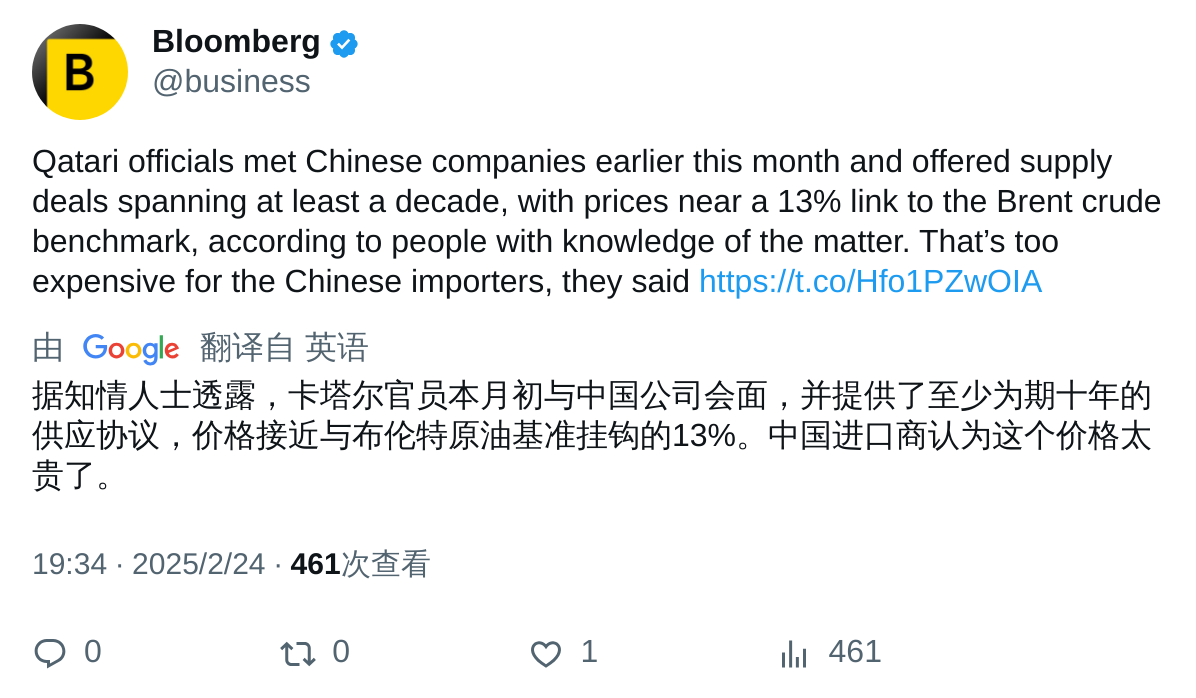 B
Bloomberg
@business
Qatari officials met Chinese companies earlier this month and offered supply
deals spanning at least a decade, with prices near a 13% link to the Brent crude
benchmark, according to people with knowledge of the matter. That’s too
expensive for the Chinese importers, they said https://t.co/Hfo1PZwOIA
由 Google 翻译自 英语
据知情人士透露，卡塔尔官员本月初与中国公司会面，并提供了至少为期十年的
供应协议，价格接近与布伦特原油基准挂钩的13%。中国进口商认为这个价格太
贵了。
19:34 · 2025/2/24 · 461次查看
0 0 1 461